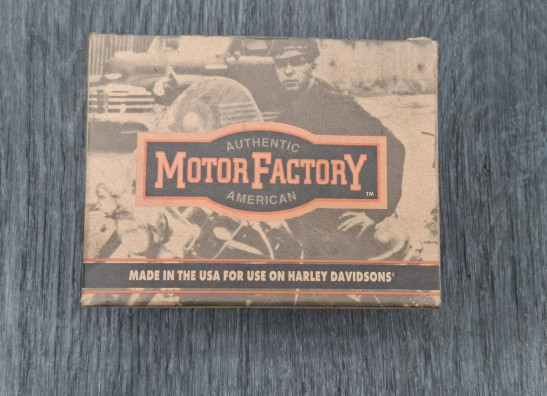 AUTHENTIC
MOTOR FACTORY
TM
AMERICAN
MADE IN THE USA FOR USE ON HARLEY DAVIDSONS®